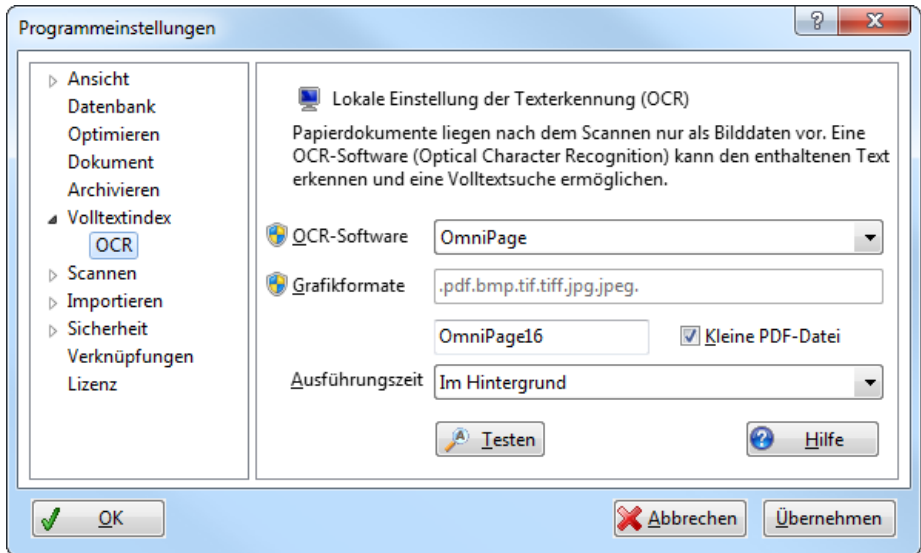 Programmeinstellungen
Ansicht
Datenbank
Optimieren
Dokument
Archivieren
Volltextindex
OCR
Scannen
Importieren
Sicherheit
Verknüpfungen
Lizenz
Lokale Einstellung der Texterkennung (OCR)
Papierdokumente liegen nach dem Scannen nur als Bilddaten vor. Eine
OCR-Software (Optical Character Recognition) kann den enthaltenen Text
erkennen und eine Volltextsuche ermöglichen.
OCR-Software OmniPage
Grafikformate .pdf.bmp.tif.tiff.jpg.jpeg.
OmniPage16 Kleine PDF-Datei
Ausführungszeit Im Hintergrund
Testen Hilfe
OK Abbrechen Übernehmen